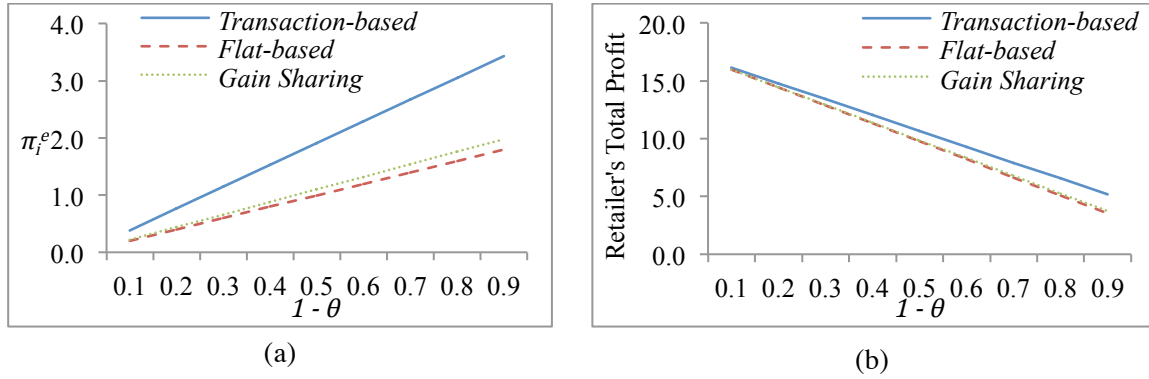 4.0
3.0
2.0
1.0
0.0
π_i^e
Transaction-based
Flat-based
Gain Sharing
0.1 0.2 0.3 0.4 0.5 0.6 0.7 0.8 0.9
1 - θ
(a)
20.0
15.0
10.0
5.0
0.0
Retailer's Total Profit
Transaction-based
Flat-based
Gain Sharing
0.1 0.2 0.3 0.4 0.5 0.6 0.7 0.8 0.9
1 - θ
(b)